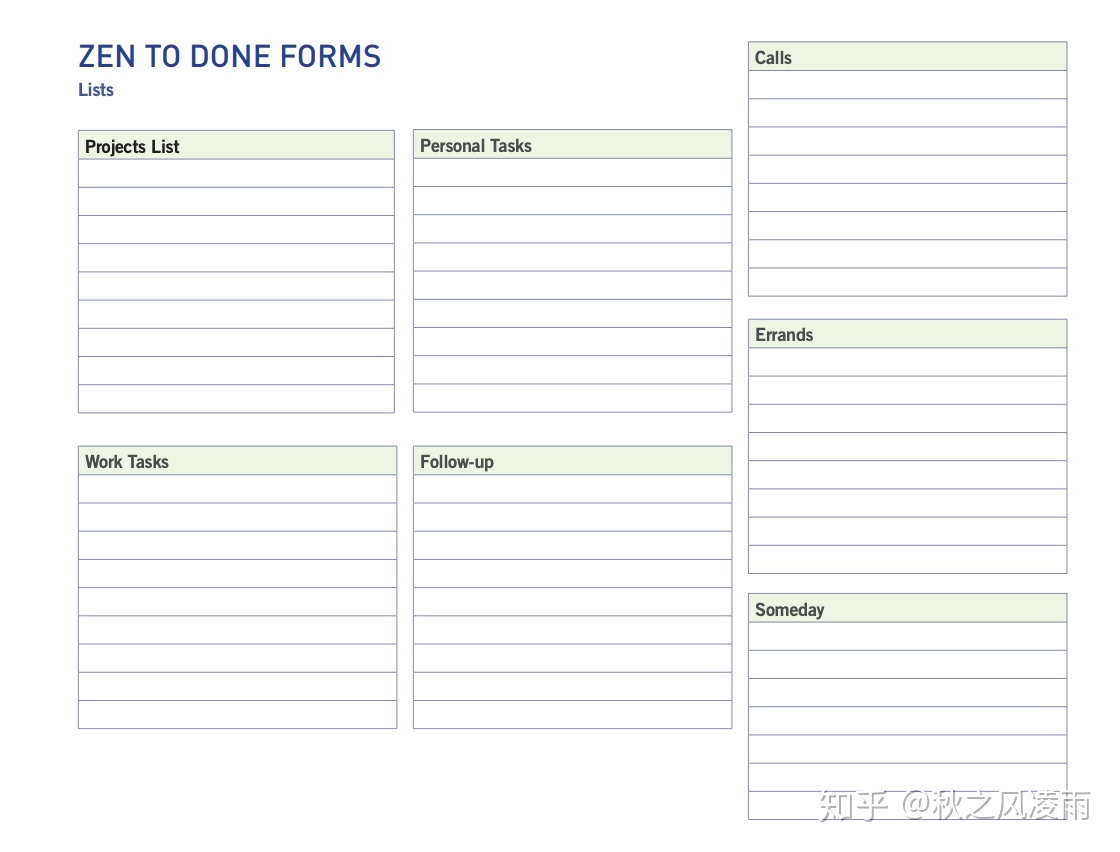 ZEN TO DONE FORMS
Lists
Projects List
Personal Tasks
Work Tasks
Follow-up
Calls
Errands
Someday
知乎 @秋之风凌雨